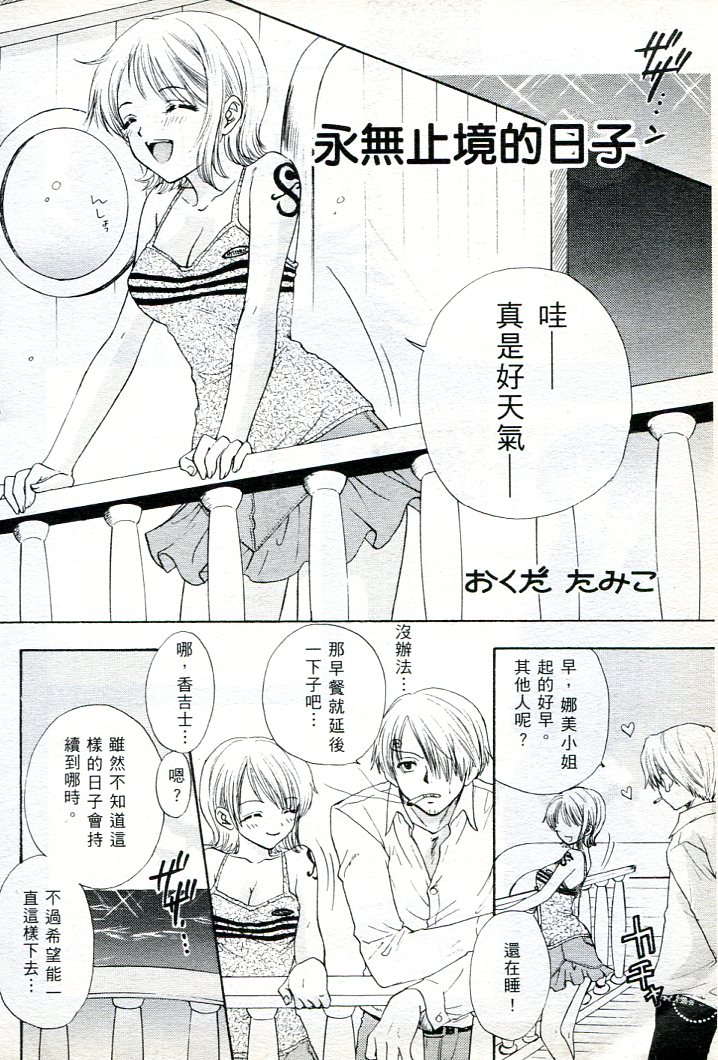 ザザ…ン
永無止境的日子
んしょっ
哇——
真是好天氣—
おくだ たみこ
早，娜美小姐
起的好早。
其他人呢？
ガチャ
還在睡！
沒辦法…
那早餐就延後
一下子吧…
哪，香吉士…
嗯？
雖然不知道這
樣的日子會持
續到哪時。
ザザ…
不過希望能一
直這樣下去…